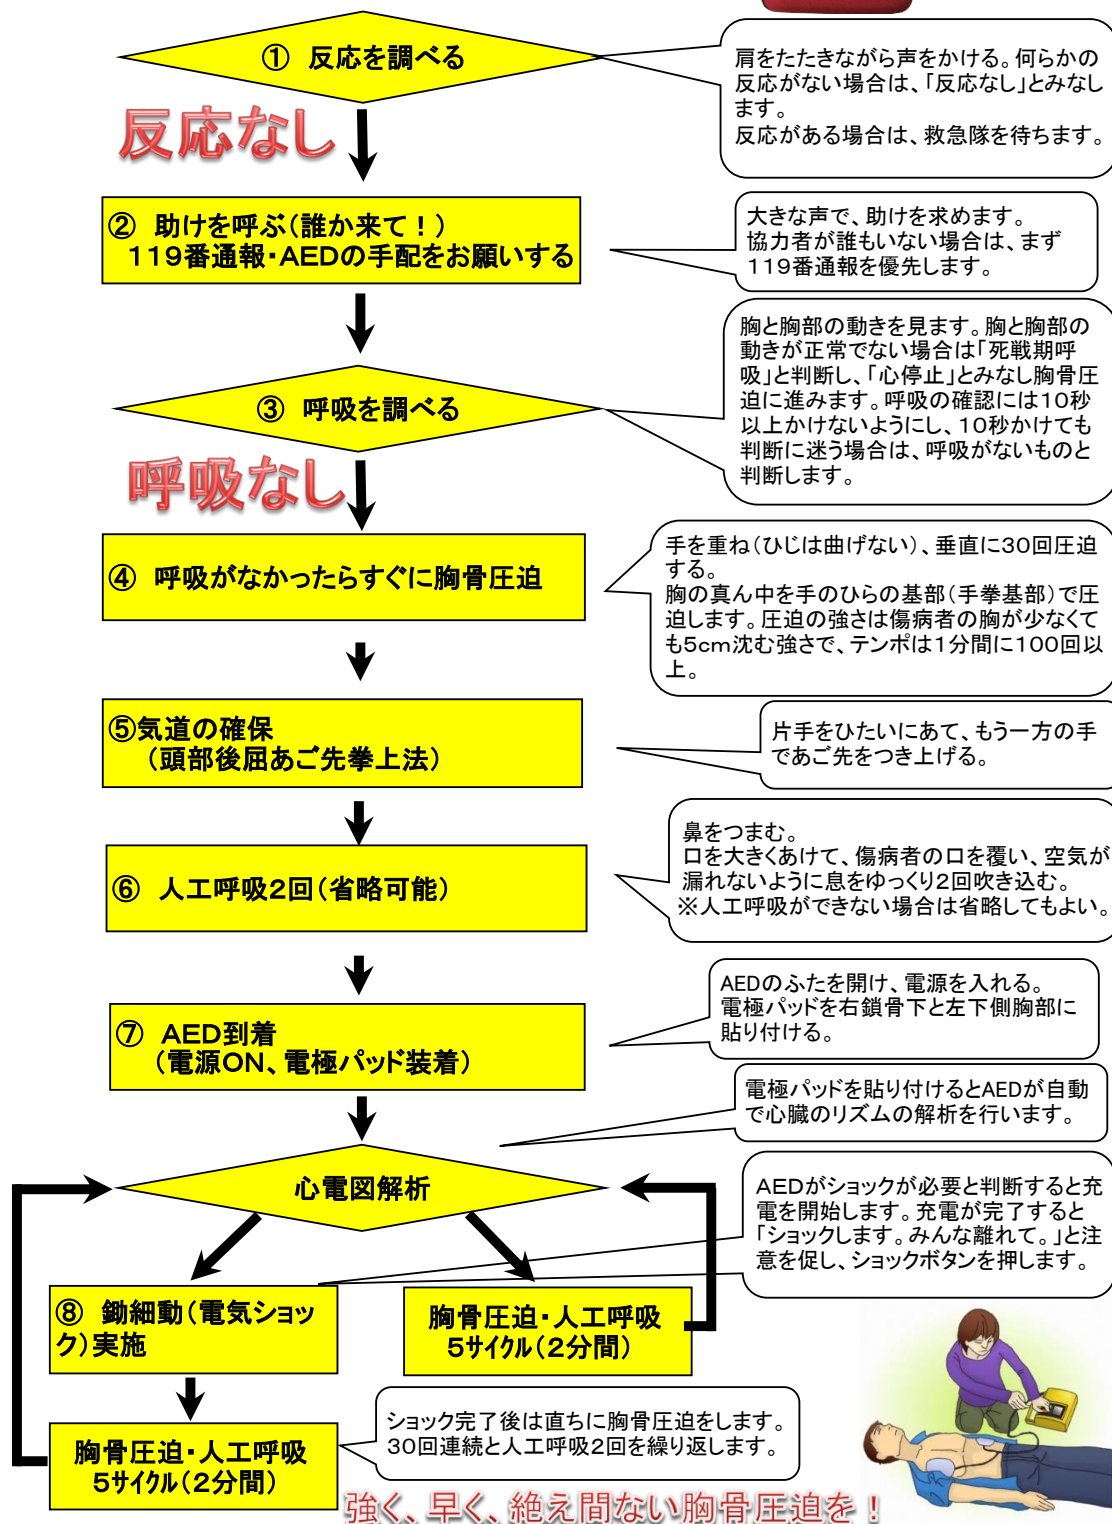 ① 反応を調べる
肩をたたきながら声をかける。何らかの
反応がない場合は、「反応なし」とみなし
ます。
反応がある場合は、救急隊を待ちます。
反応なし
② 助けを呼ぶ(誰か来て!)
119番通報・AEDの手配をお願いする
大きな声で、助けを求めます。
協力者が誰もいない場合は、まず
119番通報を優先します。
③ 呼吸を調べる
胸と胸部の動きを見ます。胸と胸部の
動きが正常でない場合は「死戦期呼
吸」と判断し、「心停止」とみなし胸骨圧
迫に進みます。呼吸の確認には10秒
以上かけないようにし、10秒かけても
判断に迷う場合は、呼吸がないものと
判断します。
呼吸なし
④ 呼吸がなかったらすぐに胸骨圧迫
手を重ね(ひじは曲げない)、垂直に30回圧迫
する。
胸の真ん中を手のひらの基部(手拳基部)で圧
迫します。圧迫の強さは傷病者の胸が少なくて
も5cm沈む強さで、テンポは1分間に100回以
上。
⑤気道の確保
(頭部後屈あご先拳上法)
片手をひたいにあて、もう一方の手
であご先をつき上げる。
⑥ 人工呼吸2回(省略可能)
鼻をつまむ。
口を大きくあけて、傷病者の口を覆い、空気が
漏れないように息をゆっくり2回吹き込む。
※人工呼吸ができない場合は省略してもよい。
⑦ AED到着
(電源ON、電極パッド装着)
AEDのふたを開け、電源を入れる。
電極パッドを右鎖骨下と左下側胸部に
貼り付ける。
電極パッドを貼り付けるとAEDが自動
で心臓のリズムの解析を行います。
心電図解析
AEDがショックが必要と判断すると充
電を開始します。充電が完了すると
「ショックします。みんな離れて。」と注
意を促し、ショックボタンを押します。
⑧ 鋤細動(電気ショッ
ク)実施
胸骨圧迫・人工呼吸
5サイクル(2分間)
胸骨圧迫・人工呼吸
5サイクル(2分間)
ショック完了後は直ちに胸骨圧迫をします。
30回連続と人工呼吸2回を繰り返します。
強く、早く、絶え間ない胸骨圧迫を!